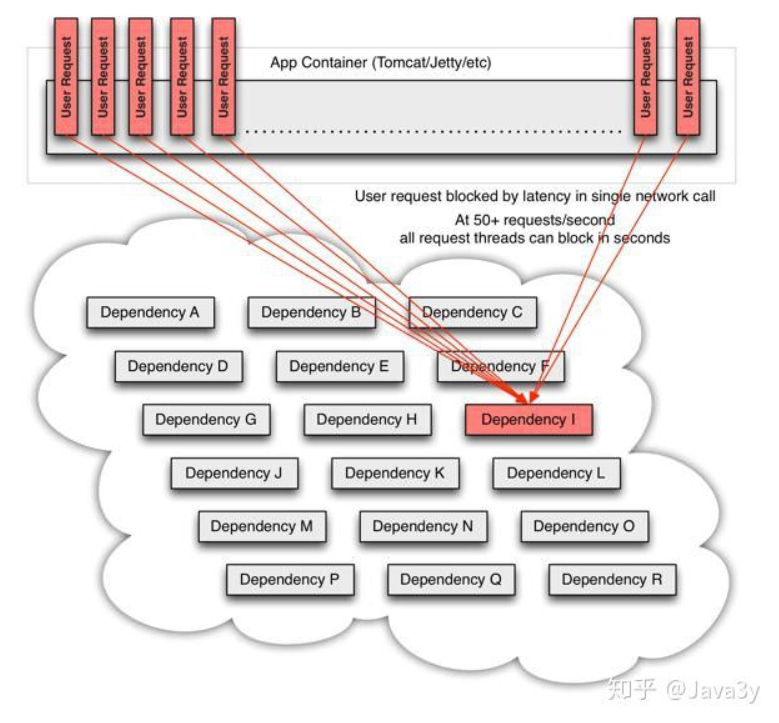 User Request
User Request
User Request
User Request
User Request
User Request
User Request
App Container (Tomcat/Jetty/etc)
User request blocked by latency in single network call
At 50+ requests/second
all request threads can block in seconds
Dependency A
Dependency B
Dependency C
Dependency D
Dependency E
Dependency F
Dependency G
Dependency H
Dependency I
Dependency J
Dependency K
Dependency L
Dependency M
Dependency N
Dependency O
Dependency P
Dependency Q
Dependency R
知乎 @Java3y